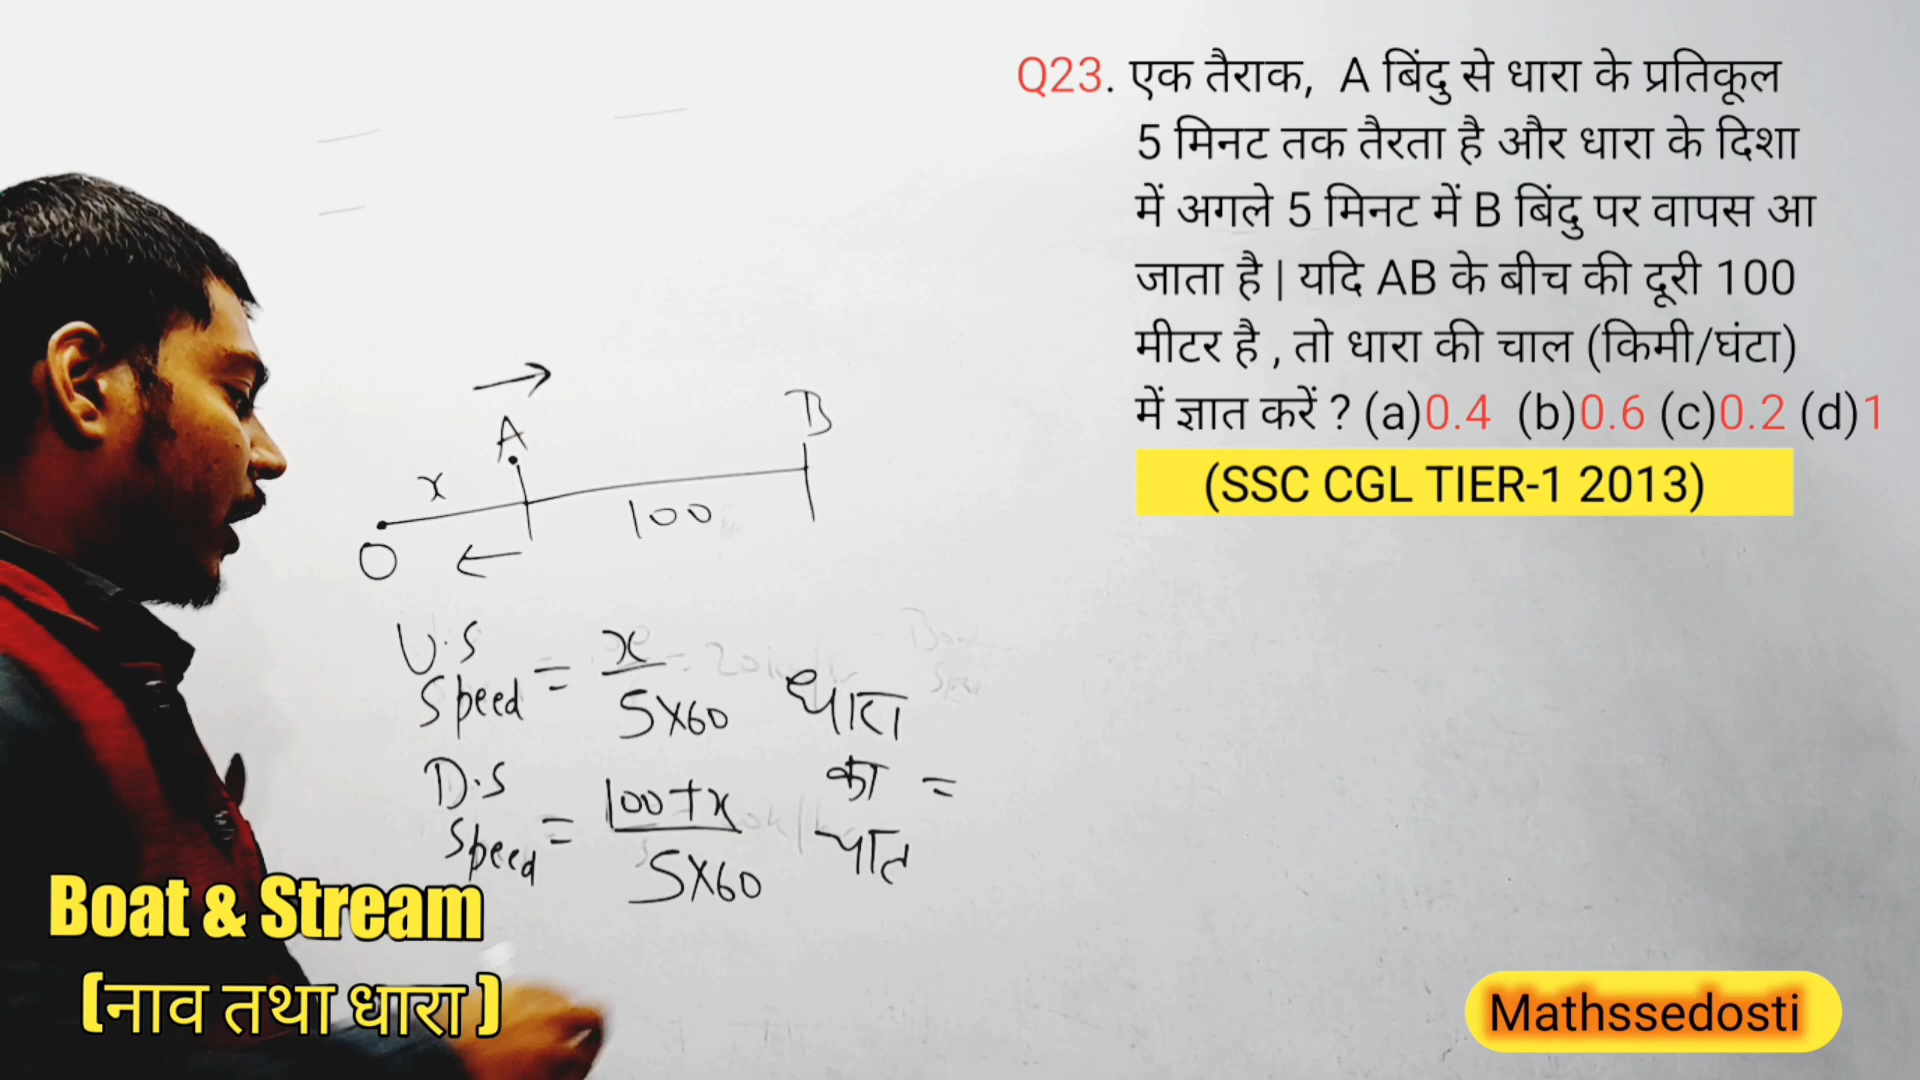 Q23. एक तैराक, A बिंदु से धारा के प्रतिकूल
5 मिनट तक तैरता है और धारा के दिशा
में अगले 5 मिनट में B बिंदु पर वापस आ
जाता है | यदि AB के बीच की दूरी 100
मीटर है , तो धारा की चाल (किमी/घंटा)
में ज्ञात करें ? (a)0.4 (b)0.6 (c)0.2 (d)1
(SSC CGL TIER-1 2013)
A B
x 100
O
U.S Speed = x / 5×60
D.S Speed = 100+x / 5×60
धारा
का =
चाल
Boat & Stream
(नाव तथा धारा)
Mathssedosti